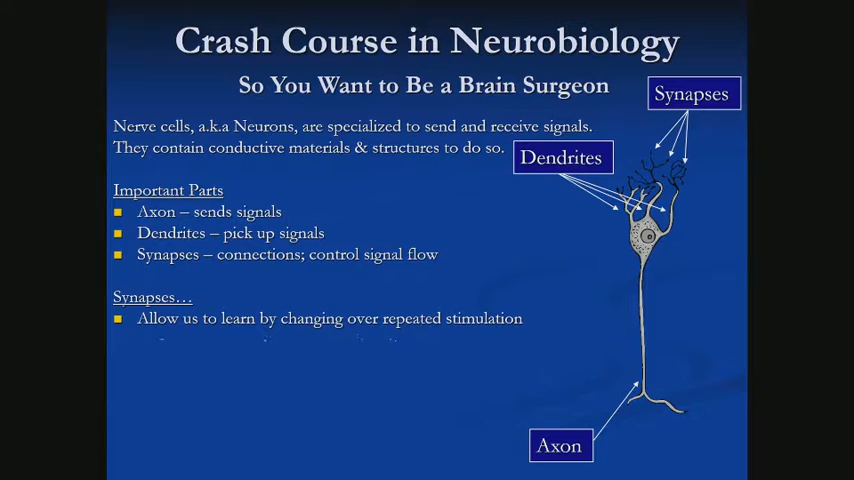 Crash Course in Neurobiology
So You Want to Be a Brain Surgeon
Synapses
Nerve cells, a.k.a Neurons, are specialized to send and receive signals.
They contain conductive materials & structures to do so.
Dendrites
Important Parts
Axon – sends signals
Dendrites – pick up signals
Synapses – connections; control signal flow
Synapses…
Allow us to learn by changing over repeated stimulation
Axon